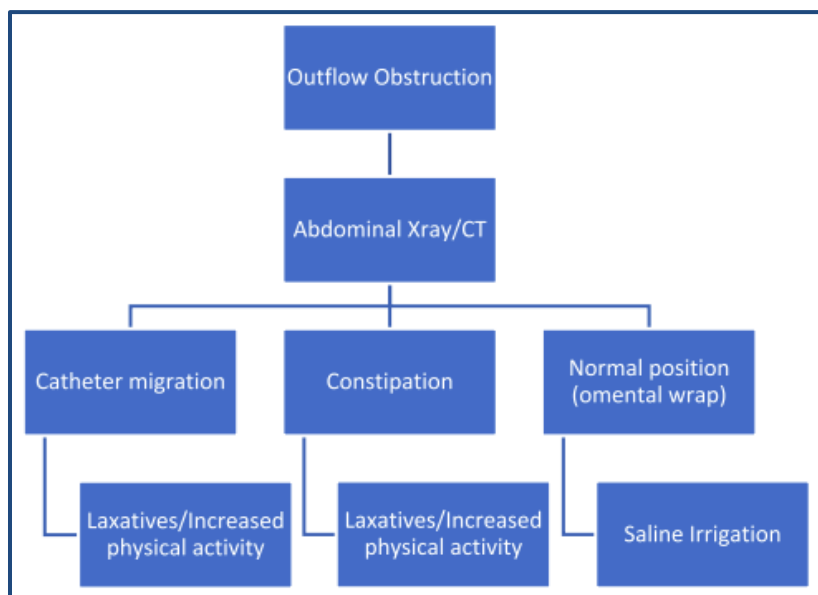 Outflow Obstruction
Abdominal Xray/CT
Catheter migration
Constipation
Normal position
(omental wrap)
Laxatives/Increased
physical activity
Laxatives/Increased
physical activity
Saline Irrigation